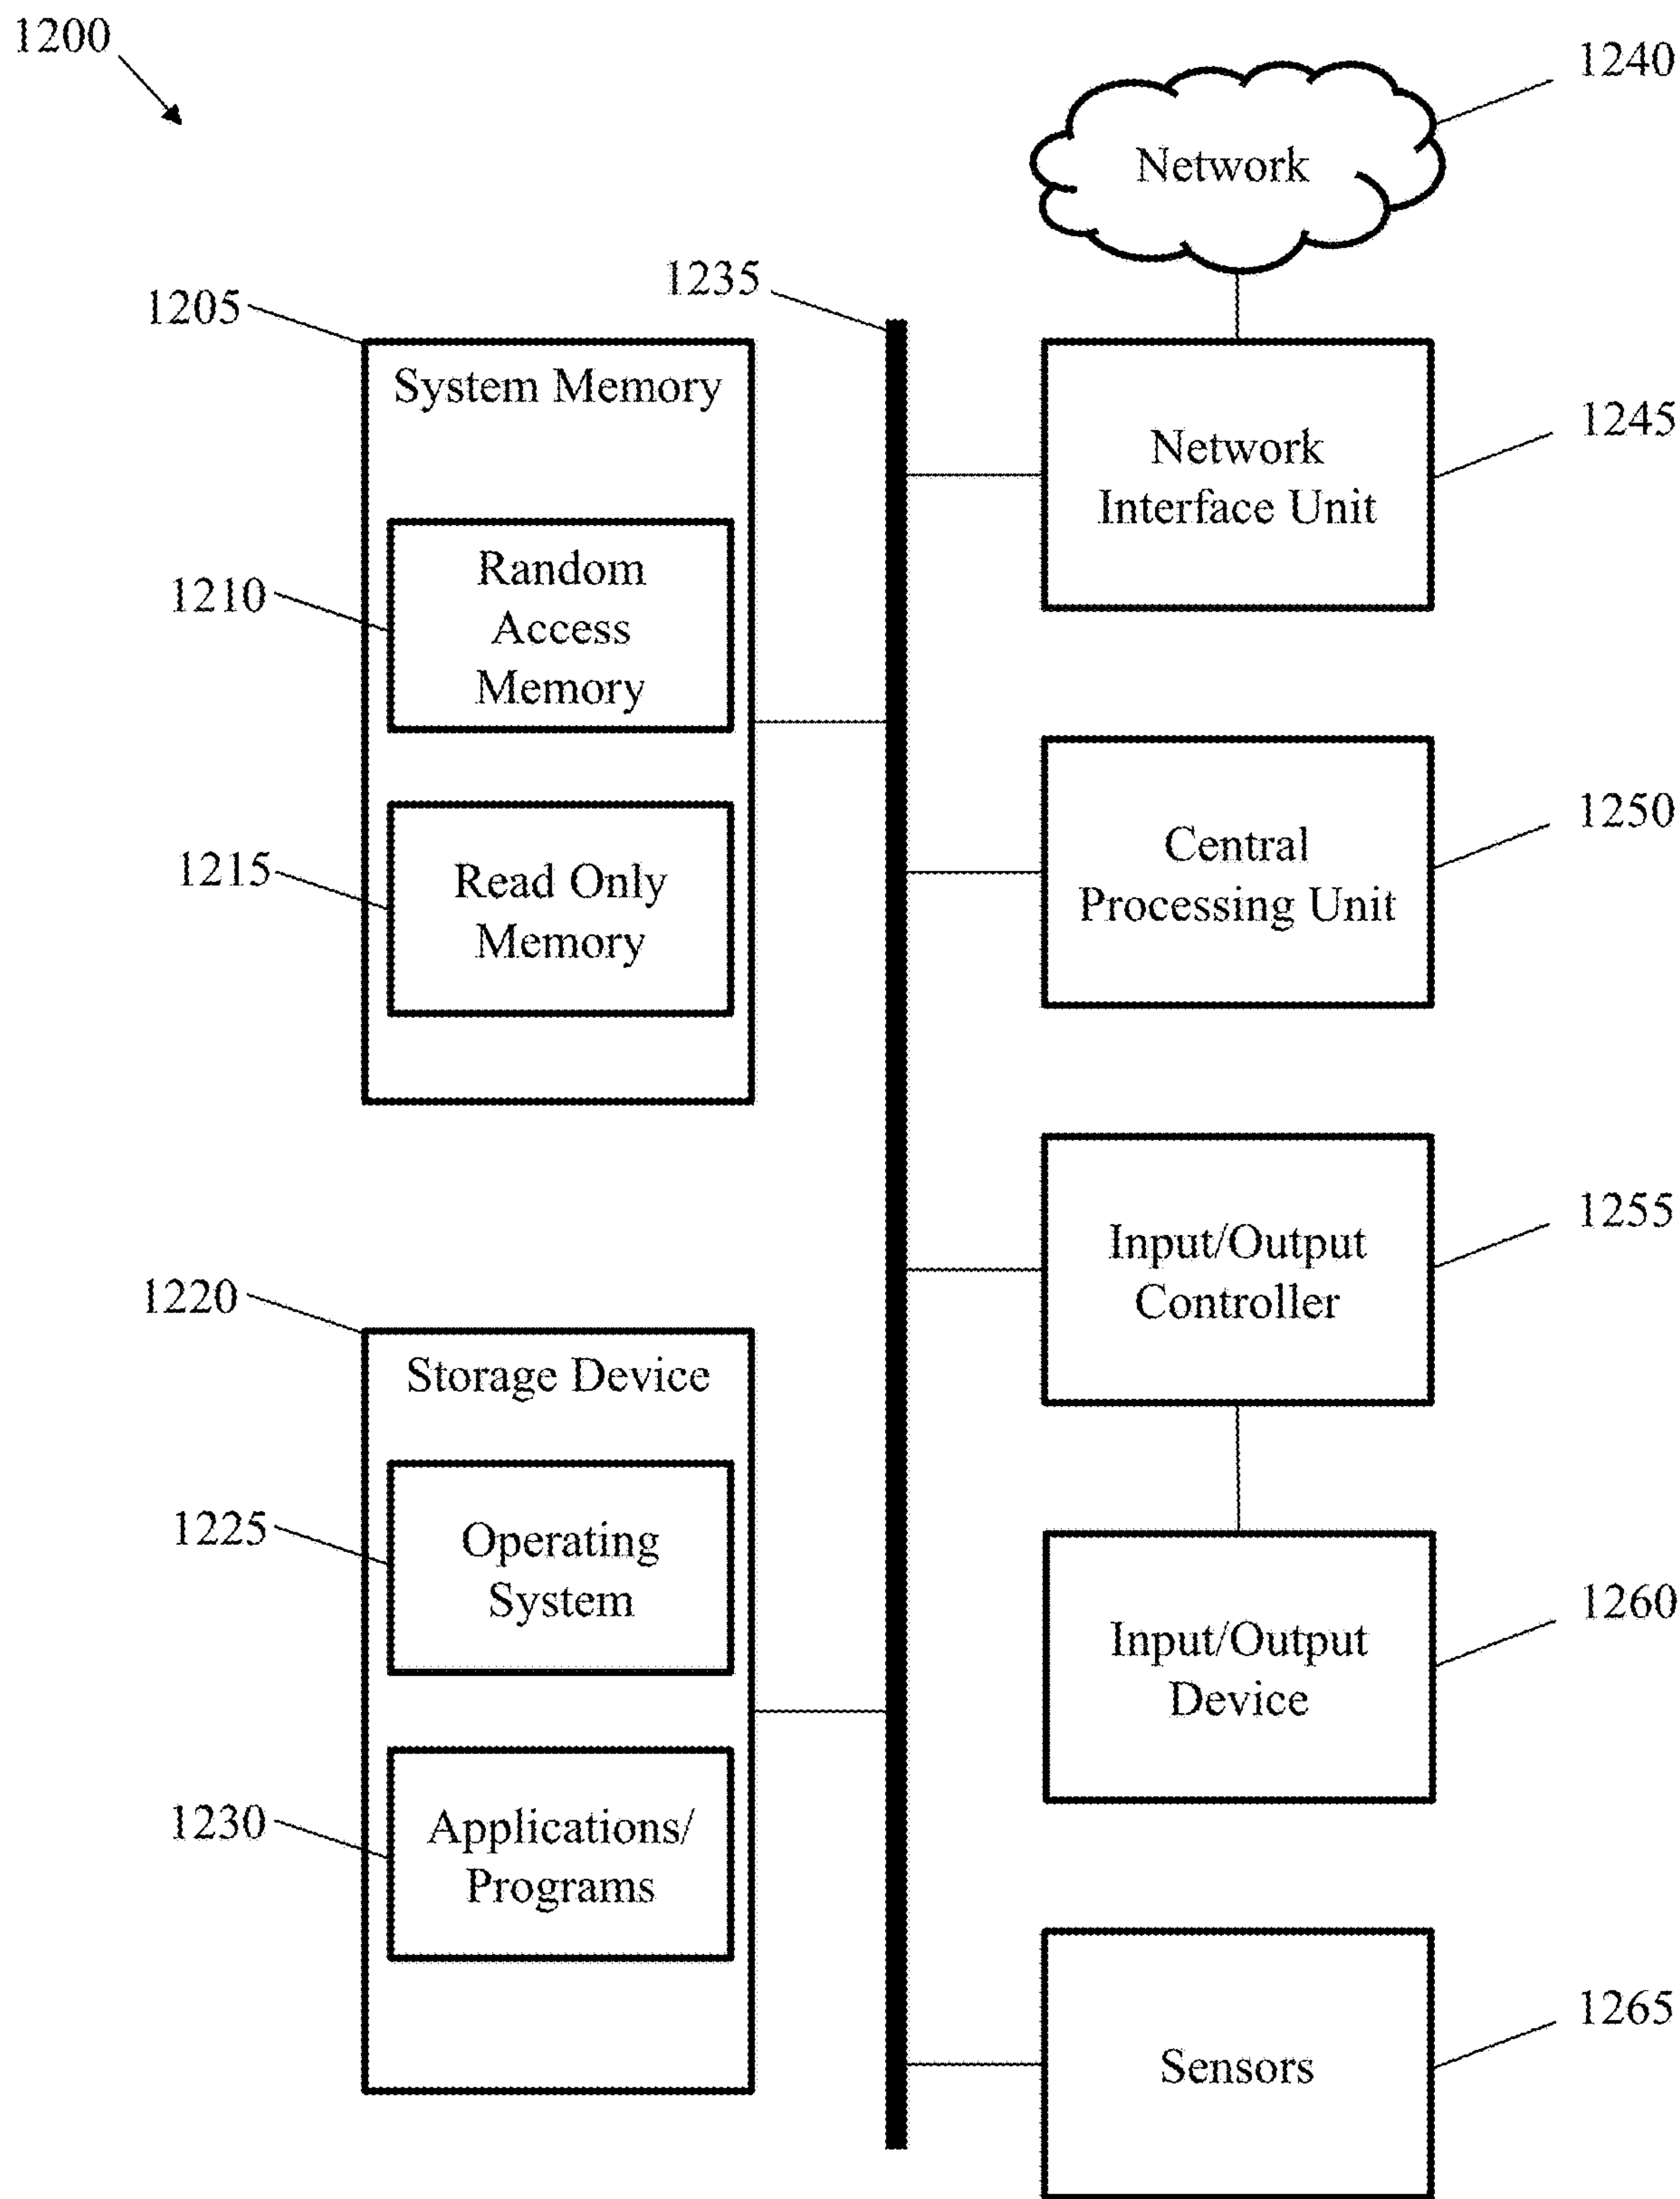 1200
1240
Network
1235
1205
System Memory
1245
Network
Interface Unit
1210
Random
Access
Memory
1250
Central
Processing Unit
1215
Read Only
Memory
1255
Input/Output
Controller
1220
Storage Device
1225
Operating
System
1260
Input/Output
Device
1230
Applications/
Programs
1265
Sensors